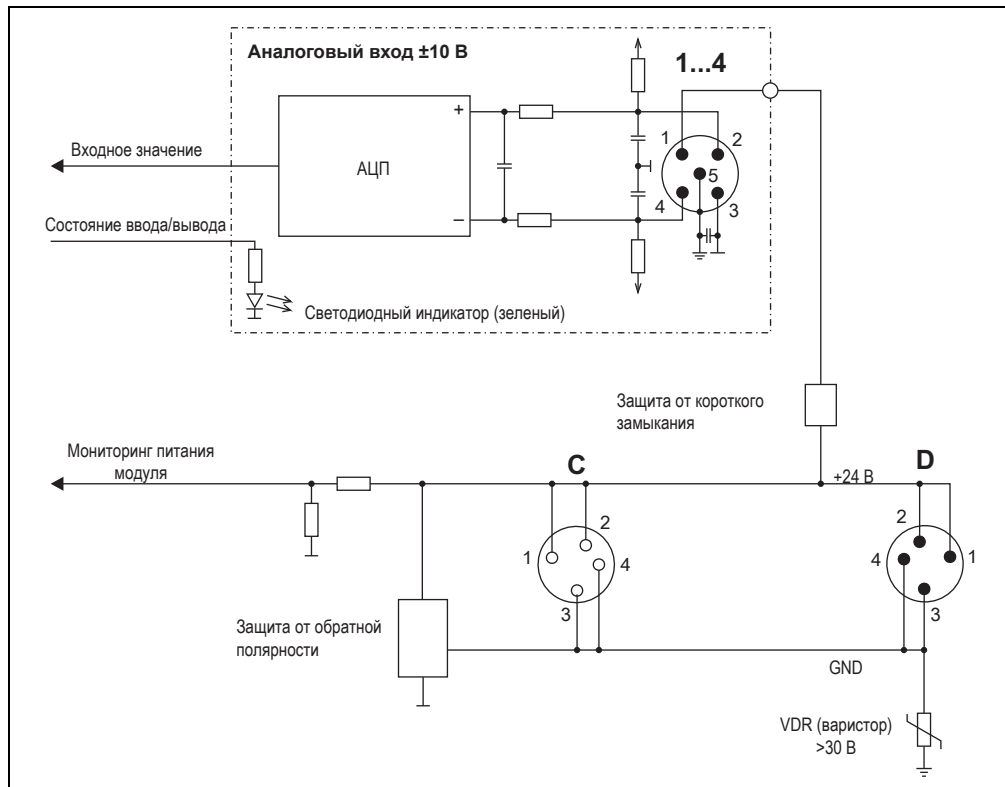 Аналоговый вход ±10 В
1...4
+
1
2
Входное значение
АЦП
5
4
3
–
Состояние ввода/вывода
Светодиодный индикатор (зеленый)
Защита от короткого
замыкания
Мониторинг питания
модуля
C
D
+24 В
2
2
1
4
4
1
3
3
Защита от обратной
полярности
GND
VDR (варистор)
>30 В